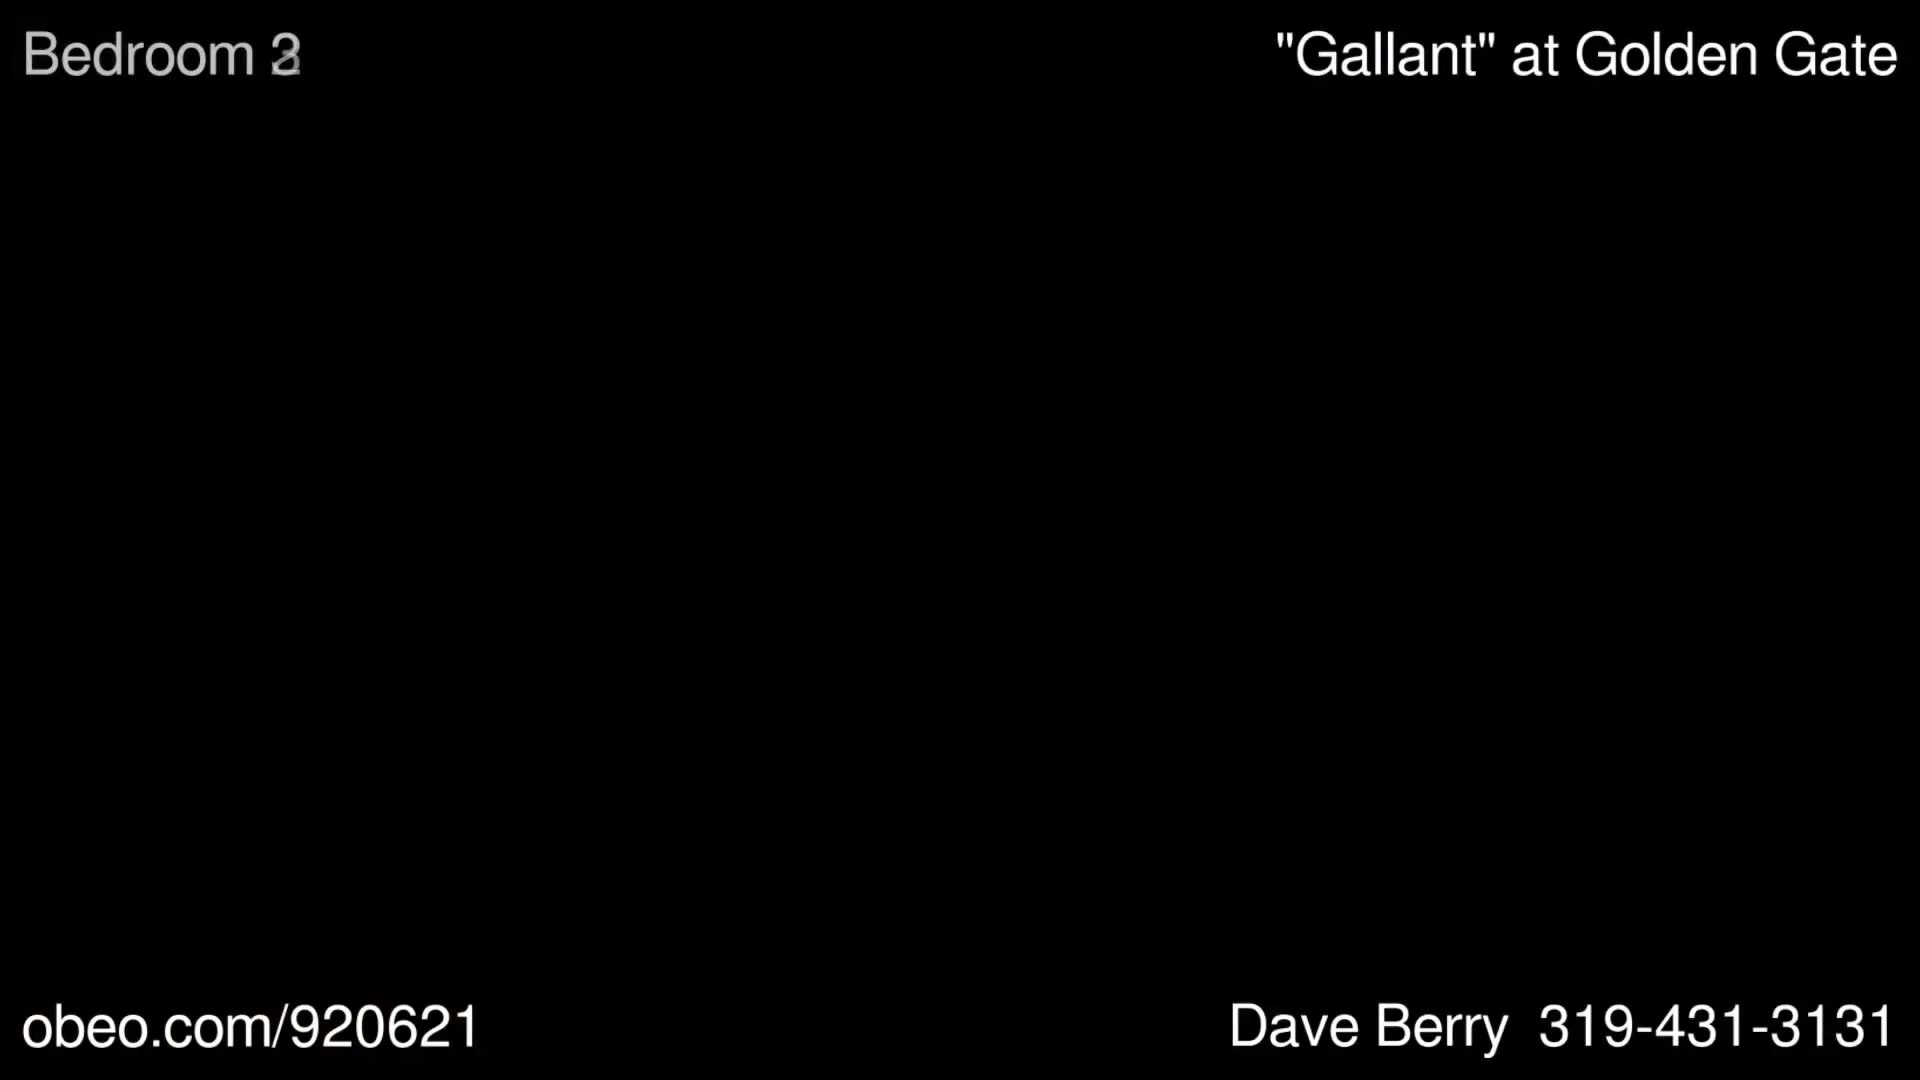 Bedroom
"Gallant" at Golden Gate
obeo.com/920621
Dave Berry 319-431-3131